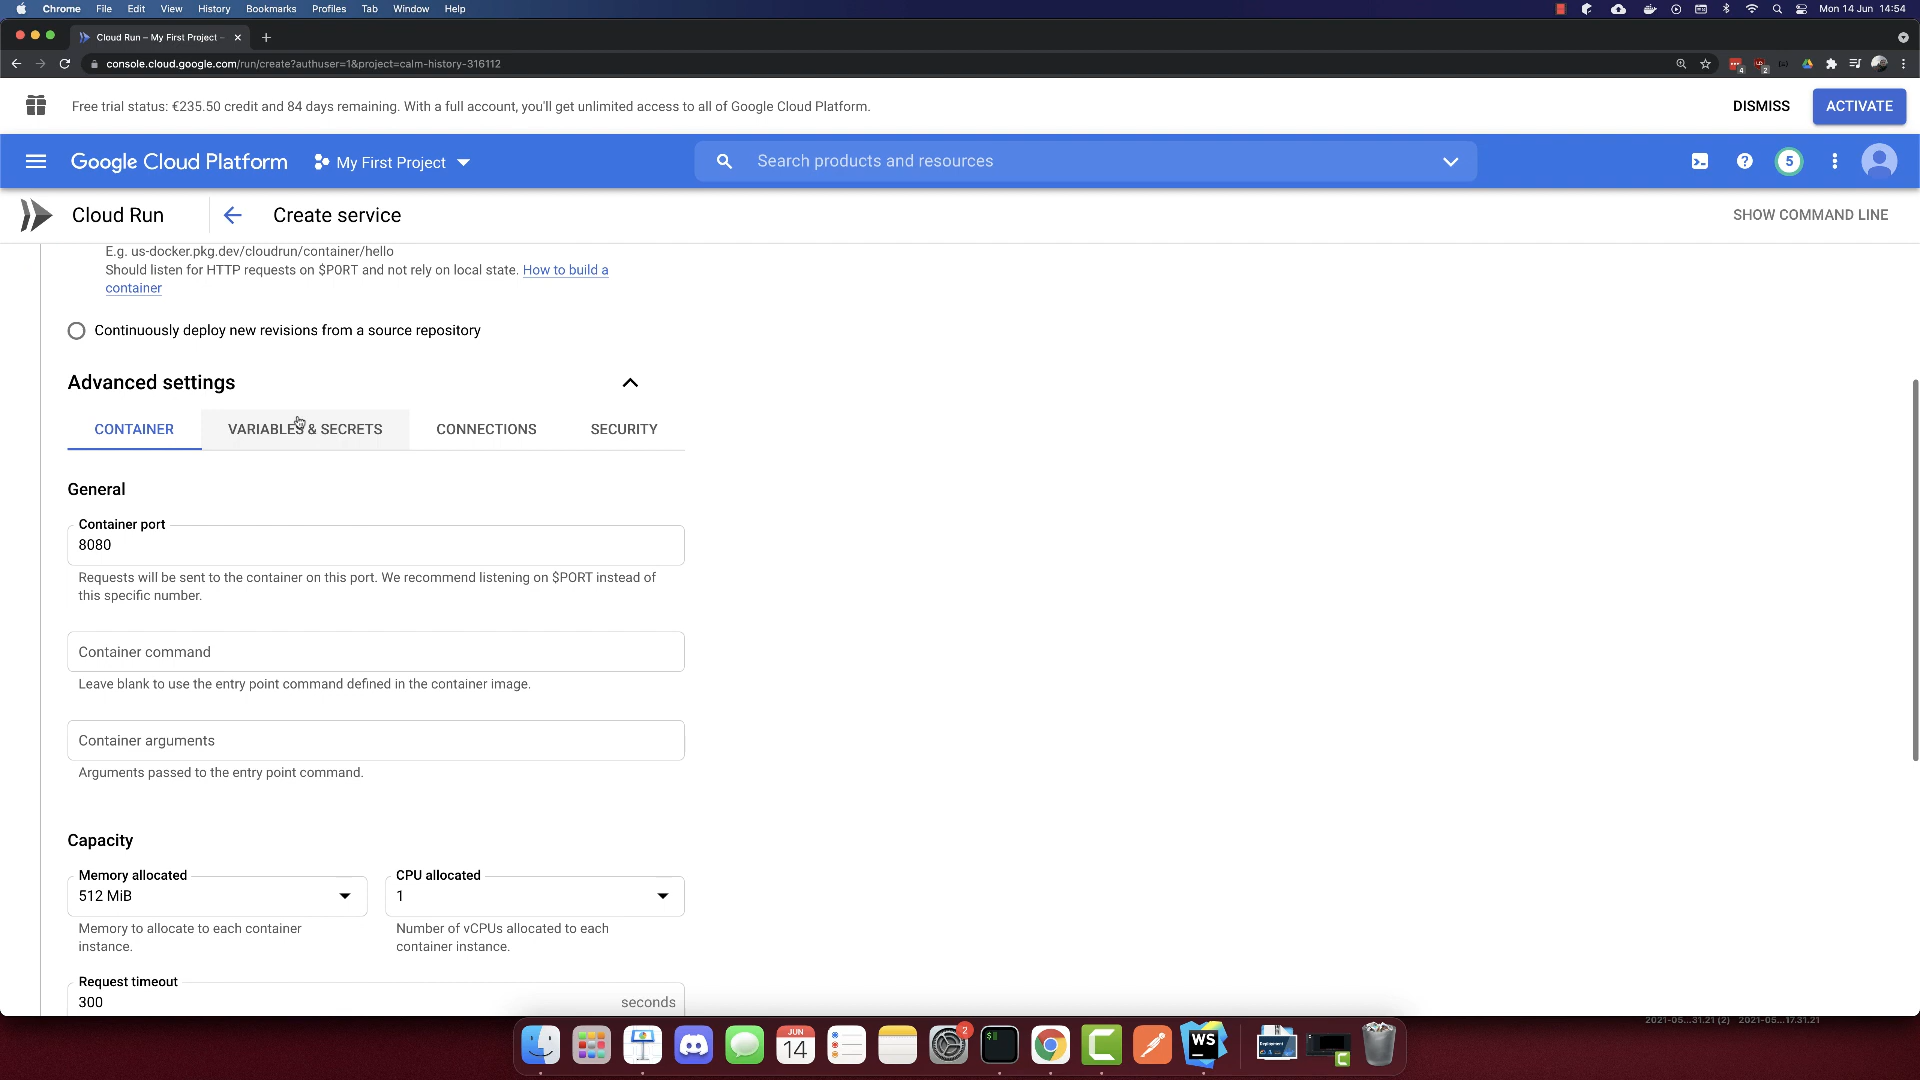 Chrome File Edit View History Bookmarks Profiles Tab Window Help Mon 14 Jun 14:54
Cloud Run – My First Project –
console.cloud.google.com/run/create?authuser=1&project=calm-history-316112
Free trial status: €235.50 credit and 84 days remaining. With a full account, you'll get unlimited access to all of Google Cloud Platform. DISMISS ACTIVATE
Google Cloud Platform My First Project Search products and resources 5
Cloud Run Create service SHOW COMMAND LINE
E.g. us-docker.pkg.dev/cloudrun/container/hello
Should listen for HTTP requests on $PORT and not rely on local state. How to build a
container
Continuously deploy new revisions from a source repository
Advanced settings
CONTAINER VARIABLES & SECRETS CONNECTIONS SECURITY
General
Container port
8080
Requests will be sent to the container on this port. We recommend listening on $PORT instead of
this specific number.
Container command
Leave blank to use the entry point command defined in the container image.
Container arguments
Arguments passed to the entry point command.
Capacity
Memory allocated CPU allocated
512 MiB 1
Memory to allocate to each container Number of vCPUs allocated to each
instance. container instance.
Request timeout
300 seconds
2021-05...31.21 (2) 2021-05...17.31.21
JUN
14
2
WS
Deployment